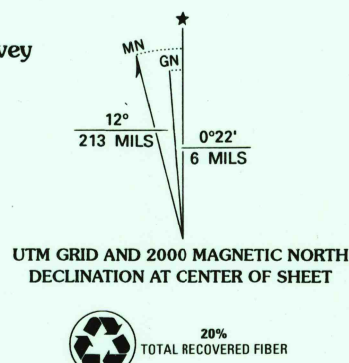 vey
★
MN
GN
12°
213 MILS
0°22'
6 MILS
UTM GRID AND 2000 MAGNETIC NORTH
DECLINATION AT CENTER OF SHEET
20%
TOTAL RECOVERED FIBER